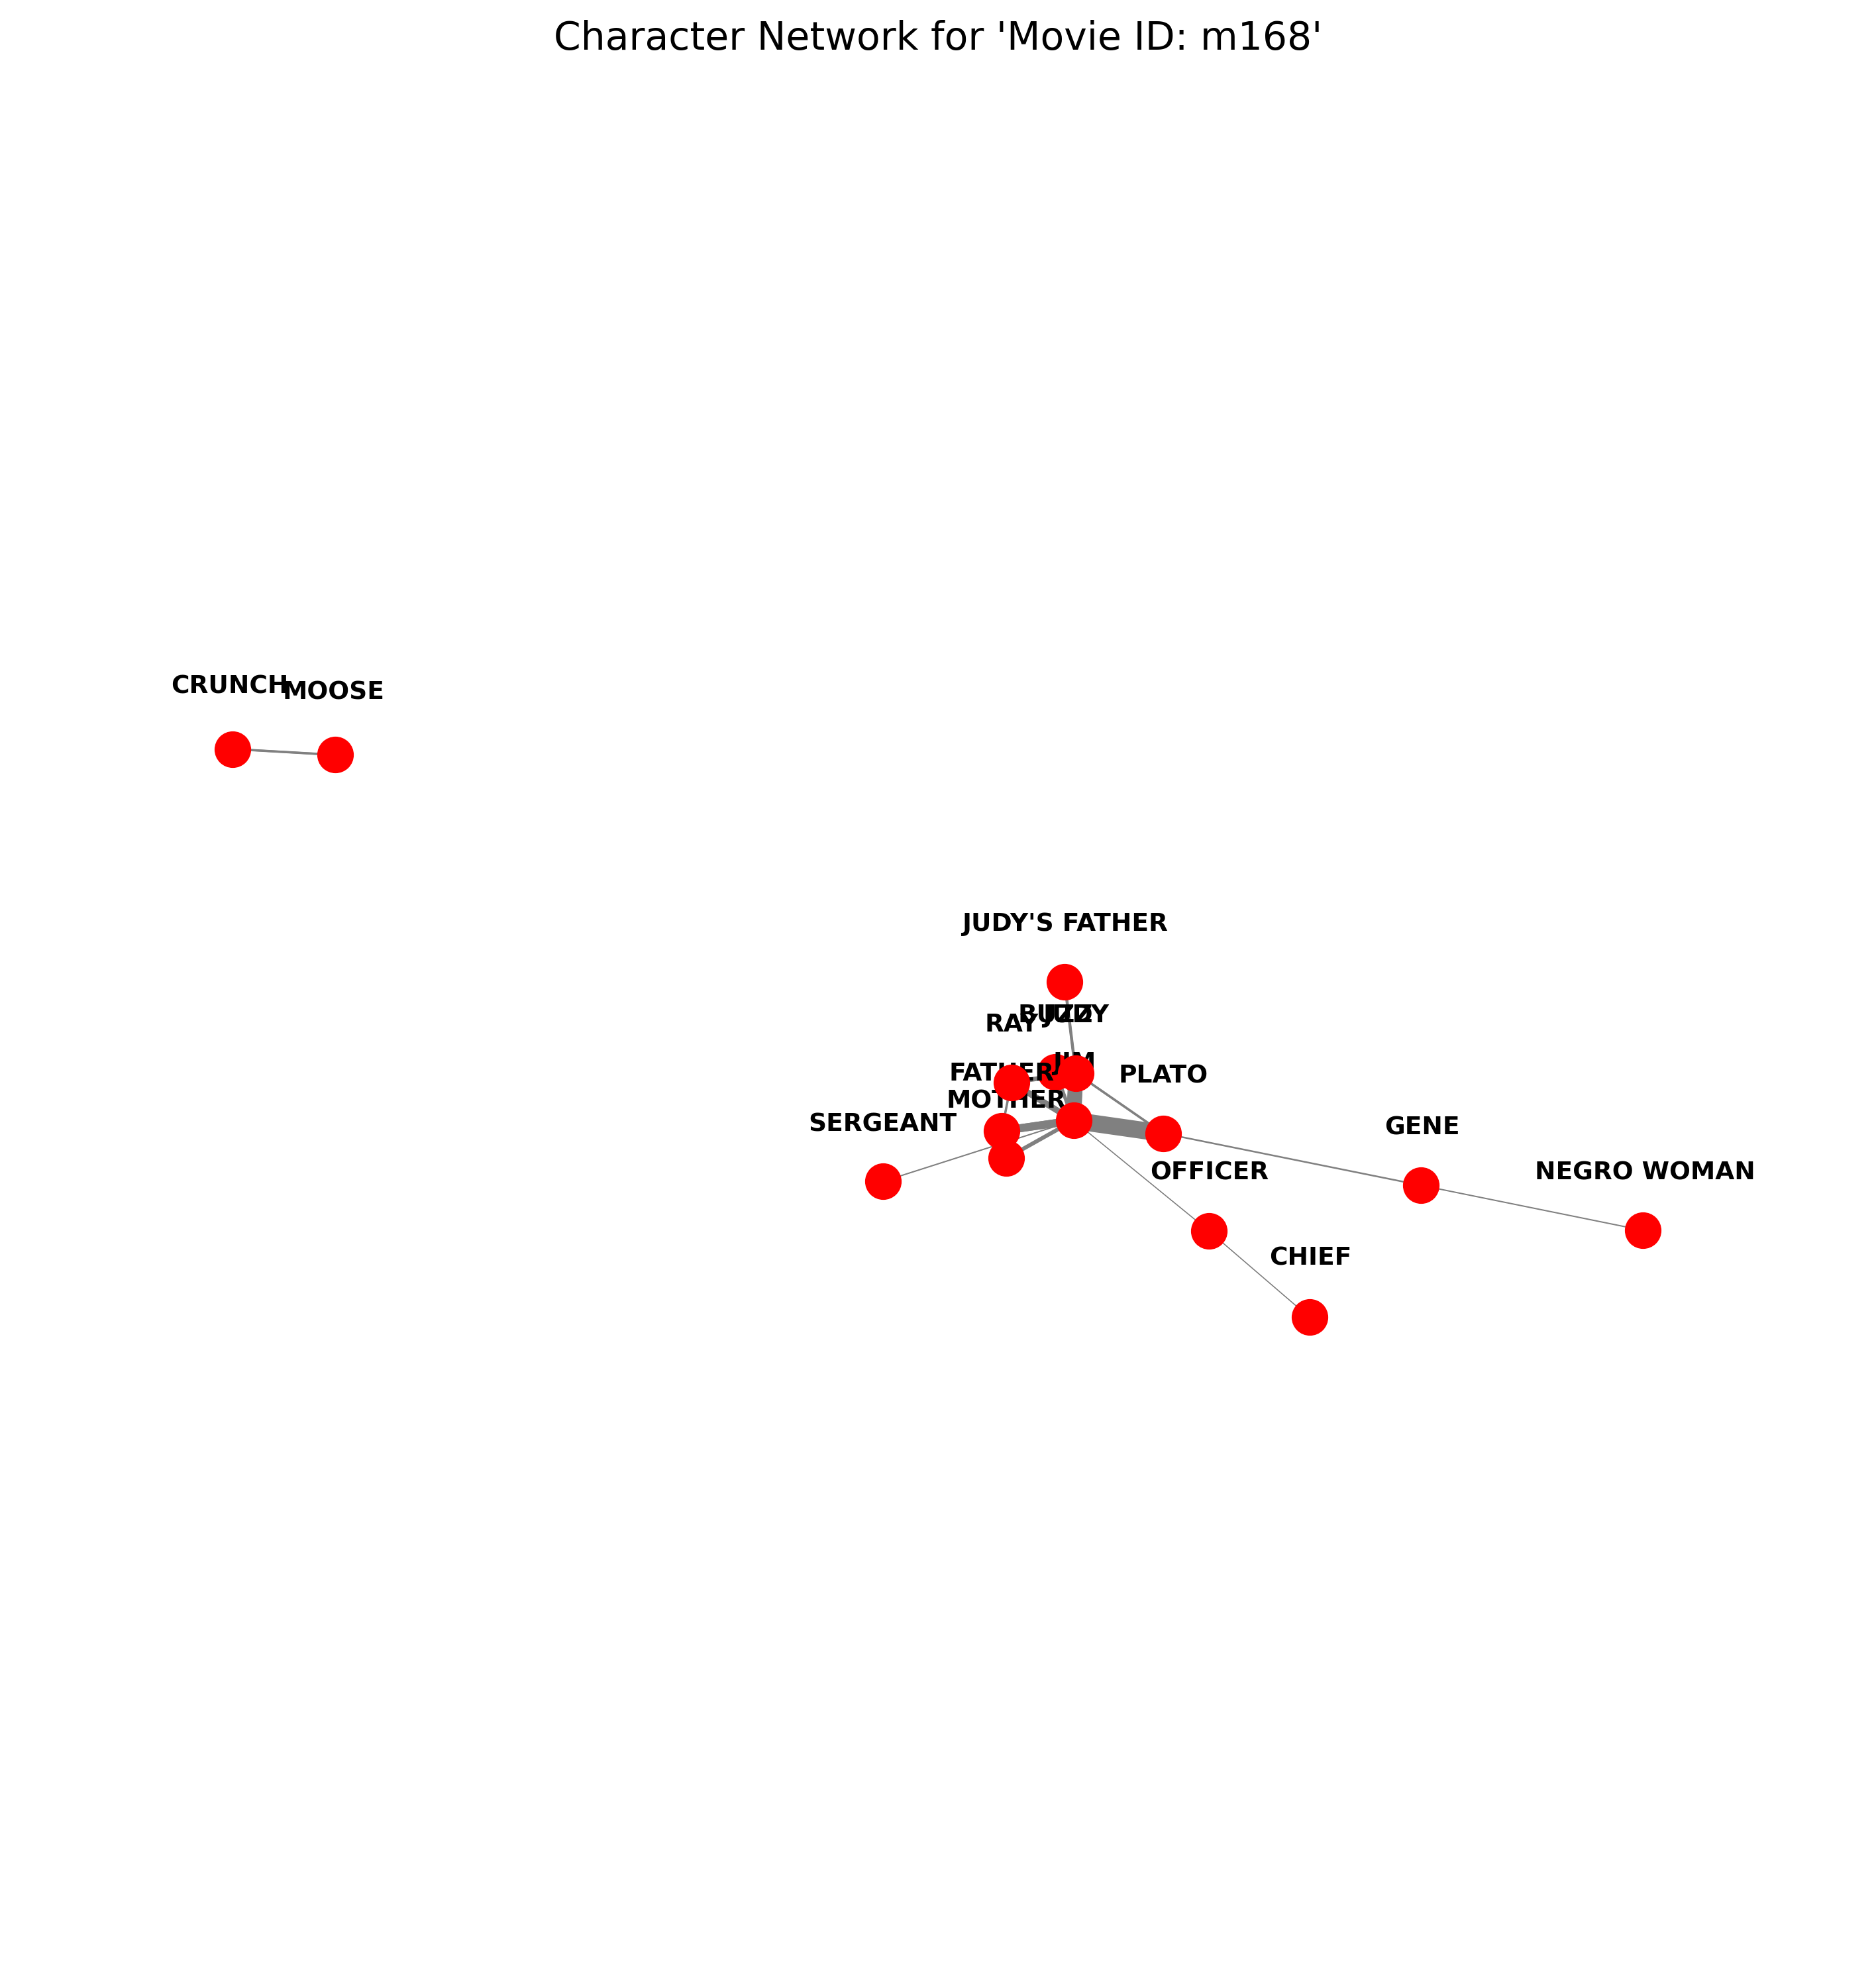 Character Network for 'Movie ID: m168'
CRUNCH
MOOSE
JUDY'S FATHER
BUZZ
JUDY
RAY
JIM
FATHER
PLATO
MOTHER
SERGEANT
GENE
OFFICER
NEGRO WOMAN
CHIEF